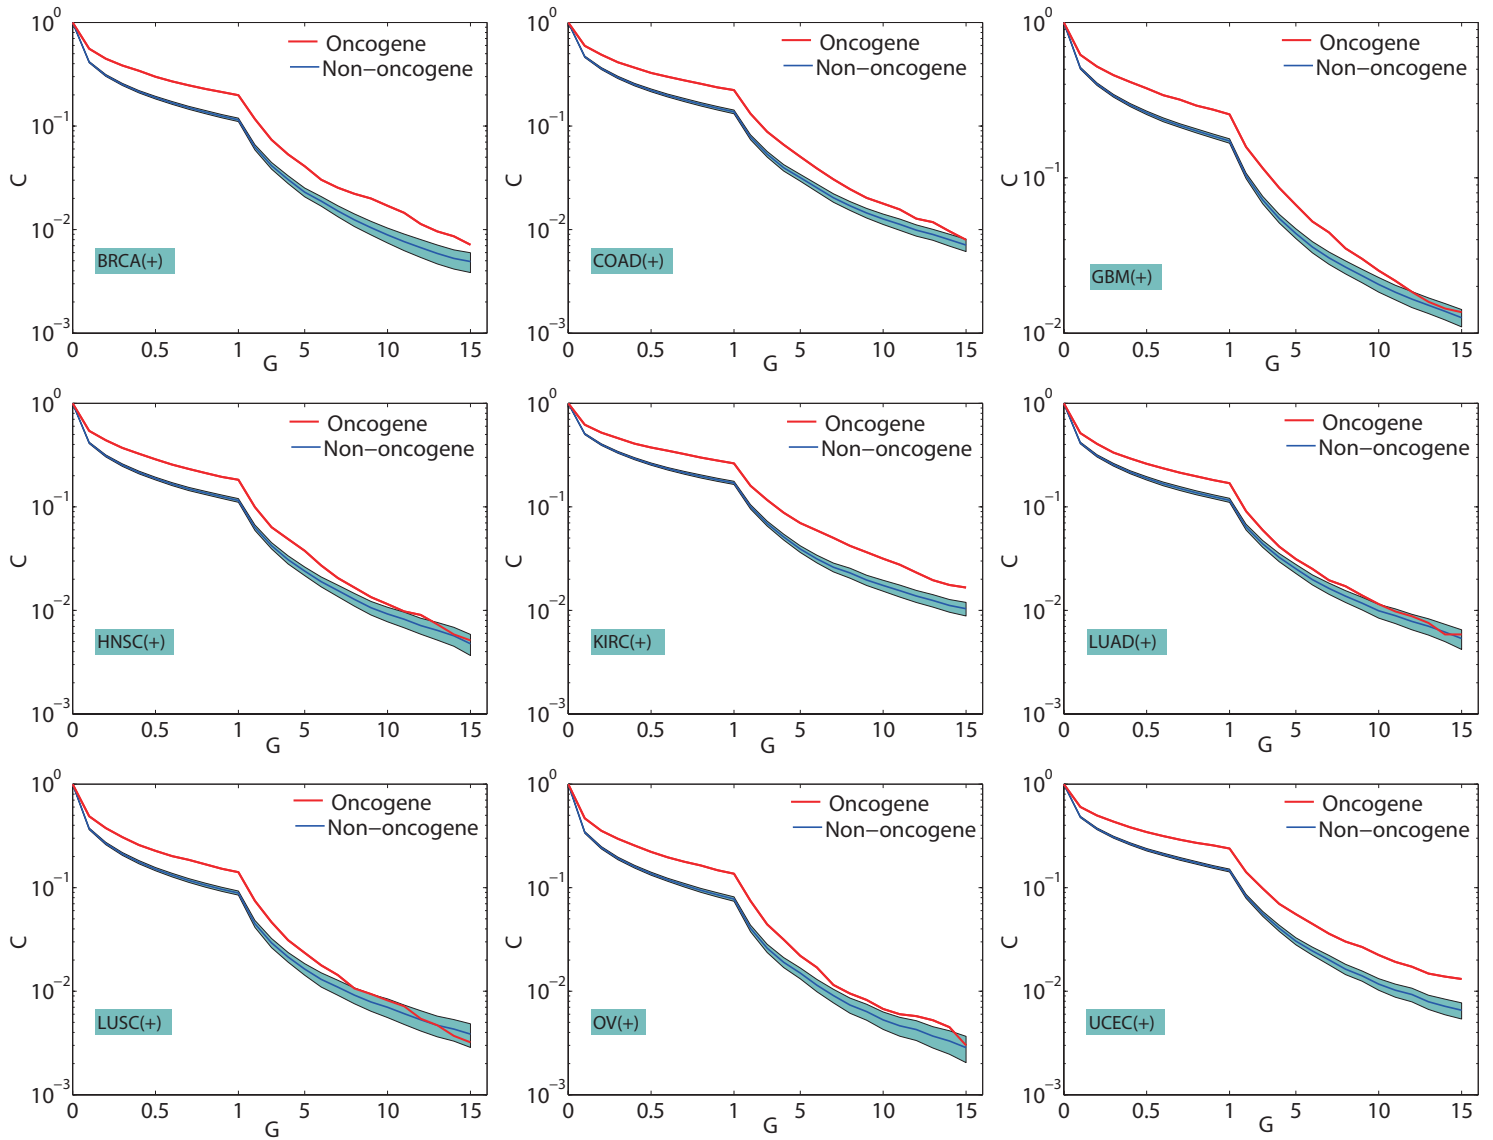 10^0
10^-1
10^-2
10^-3
C
Oncogene
Non-oncogene
BRCA(+)
0 0.5 1 5 10 15
G
10^0
10^-1
10^-2
10^-3
C
Oncogene
Non-oncogene
COAD(+)
0 0.5 1 5 10 15
G
10^0
10^-1
10^-2
C
Oncogene
Non-oncogene
GBM(+)
0 0.5 1 5 10 15
G
10^0
10^-1
10^-2
10^-3
C
Oncogene
Non-oncogene
HNSC(+)
0 0.5 1 5 10 15
G
10^0
10^-1
10^-2
10^-3
C
Oncogene
Non-oncogene
KIRC(+)
0 0.5 1 5 10 15
G
10^0
10^-1
10^-2
10^-3
C
Oncogene
Non-oncogene
LUAD(+)
0 0.5 1 5 10 15
G
10^0
10^-1
10^-2
10^-3
C
Oncogene
Non-oncogene
LUSC(+)
0 0.5 1 5 10 15
G
10^0
10^-1
10^-2
10^-3
C
Oncogene
Non-oncogene
OV(+)
0 0.5 1 5 10 15
G
10^0
10^-1
10^-2
10^-3
C
Oncogene
Non-oncogene
UCEC(+)
0 0.5 1 5 10 15
G